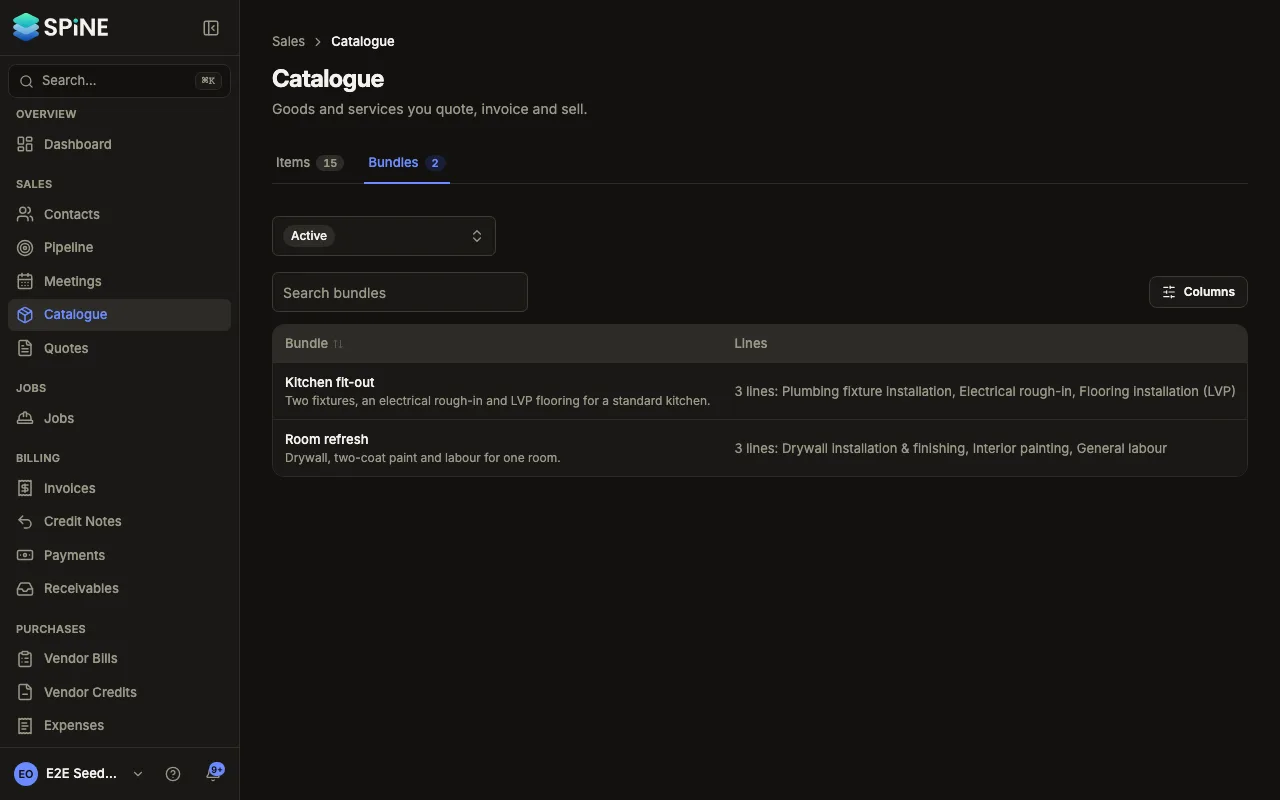 SPiNE
Search...
⌘K
OVERVIEW
Dashboard
SALES
Contacts
Pipeline
Meetings
Catalogue
Quotes
JOBS
Jobs
BILLING
Invoices
Credit Notes
Payments
Receivables
PURCHASES
Vendor Bills
Vendor Credits
Expenses
EO E2E Seed...
9+
Sales Catalogue
Catalogue
Goods and services you quote, invoice and sell.
Items 15 Bundles 2
Active
Search bundles
Columns
Bundle Lines
Kitchen fit-out
Two fixtures, an electrical rough-in and LVP flooring for a standard kitchen.
3 lines: Plumbing fixture installation, Electrical rough-in, Flooring installation (LVP)
Room refresh
Drywall, two-coat paint and labour for one room.
3 lines: Drywall installation & finishing, Interior painting, General labour